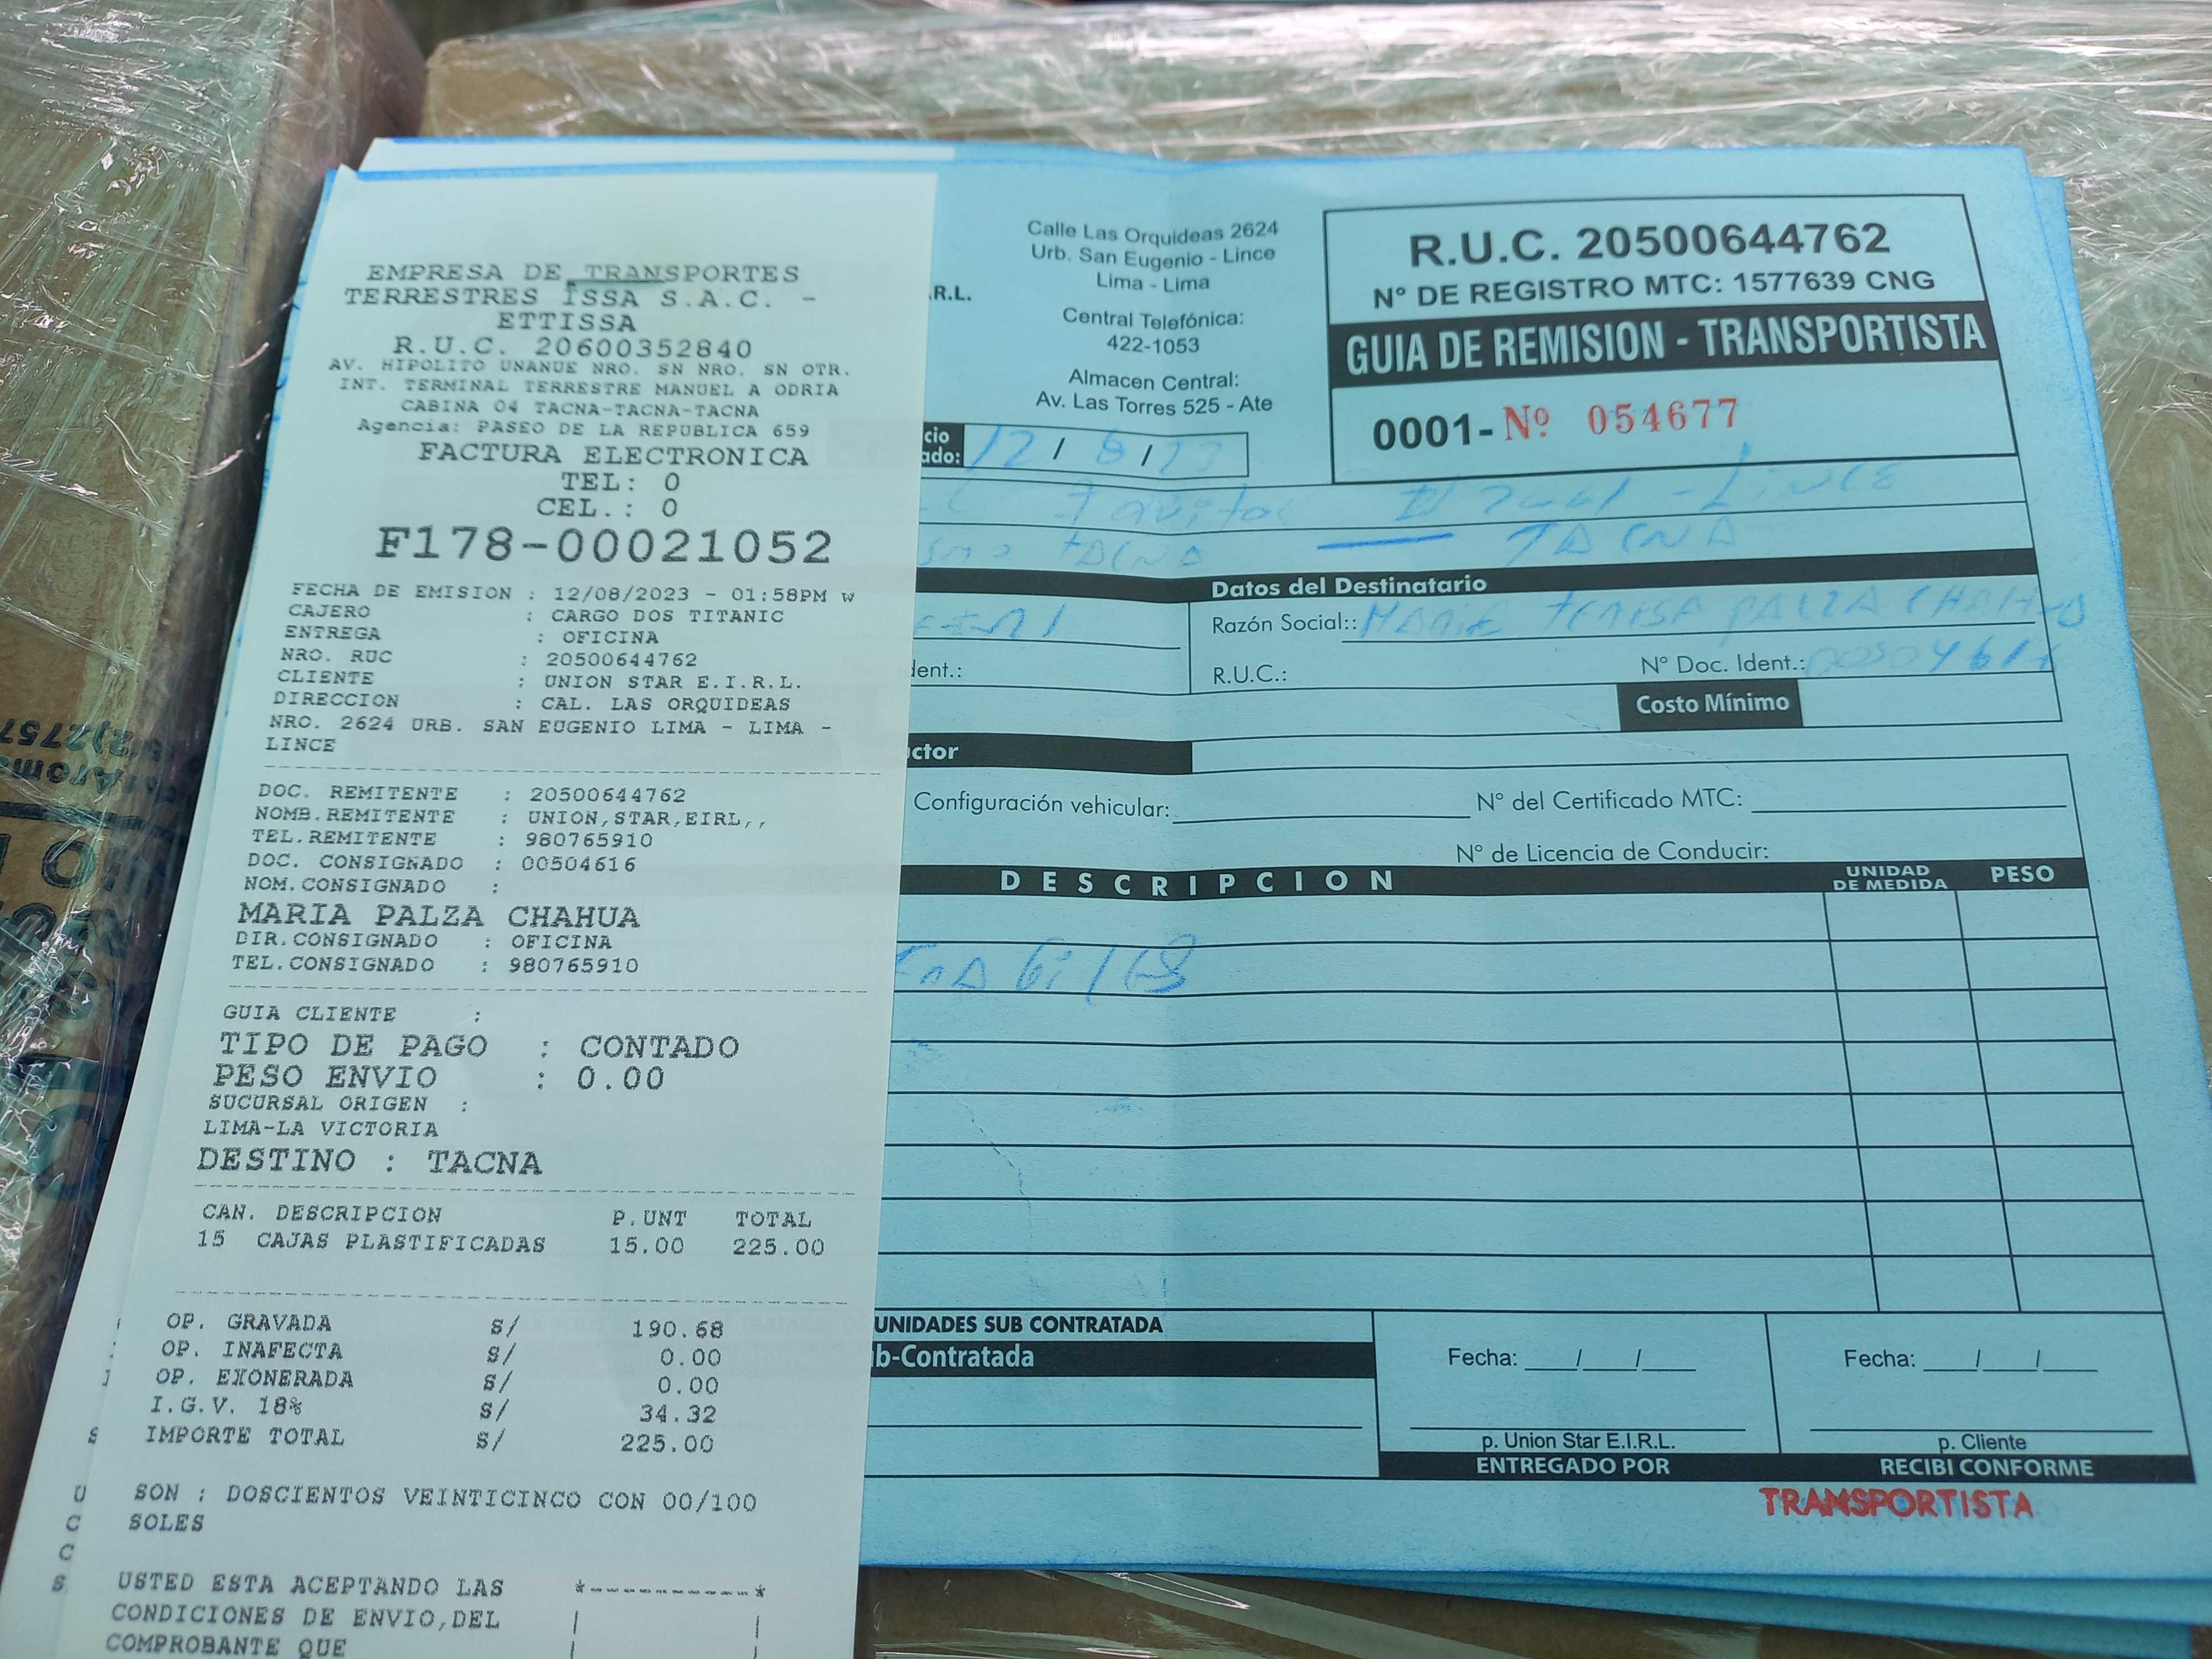 EMPRESA DE TRANSPORTES
TERRESTRES ISSA S.A.C. -
ETTISSA
R.U.C. 20600352840
AV. HIPOLITO UNANUE NRO. SN NRO. SN OTR.
INT. TERMINAL TERRESTRE MANUEL A ODRIA
CABINA 04 TACNA-TACNA-TACNA
Agencia: PASEO DE LA REPUBLICA 659
FACTURA ELECTRONICA
TEL: 0
CEL.: 0
F178-00021052
FECHA DE EMISION : 12/08/2023 - 01:58PM w
CAJERO : CARGO DOS TITANIC
ENTREGA : OFICINA
NRO. RUC : 20500644762
CLIENTE : UNION STAR E.I.R.L.
DIRECCION : CAL. LAS ORQUIDEAS
NRO. 2624 URB. SAN EUGENIO LIMA - LIMA -
LINCE
DOC. REMITENTE : 20500644762
NOMB.REMITENTE : UNION,STAR,EIRL,,
TEL.REMITENTE : 980765910
DOC. CONSIGNADO : 00504616
NOM.CONSIGNADO :
MARIA PALZA CHAHUA
DIR.CONSIGNADO : OFICINA
TEL.CONSIGNADO : 980765910
GUIA CLIENTE :
TIPO DE PAGO : CONTADO
PESO ENVIO : 0.00
SUCURSAL ORIGEN :
LIMA-LA VICTORIA
DESTINO : TACNA
CAN. DESCRIPCION P.UNT TOTAL
15 CAJAS PLASTIFICADAS 15.00 225.00
OP. GRAVADA S/ 190.68
OP. INAFECTA S/ 0.00
OP. EXONERADA S/ 0.00
I.G.V. 18% S/ 34.32
IMPORTE TOTAL S/ 225.00
SON : DOSCIENTOS VEINTICINCO CON 00/100
SOLES
USTED ESTA ACEPTANDO LAS
CONDICIONES DE ENVIO,DEL
COMPROBANTE QUE
.R.L.
Calle Las Orquideas 2624
Urb. San Eugenio - Lince
Lima - Lima
Central Telefónica:
422-1053
Almacen Central:
Av. Las Torres 525 - Ate
R.U.C. 20500644762
N° DE REGISTRO MTC: 1577639 CNG
GUIA DE REMISION - TRANSPORTISTA
0001- Nº 054677
cio
ado: 12 / 8 / 23
2661 - LINCE
TACNA — TACNA
Datos del Destinatario
Razón Social:: PALZA
R.U.C.: N° Doc. Ident.:
dent.:
Costo Mínimo
ctor
Configuración vehicular: N° del Certificado MTC:
N° de Licencia de Conducir:
DESCRIPCION UNIDAD DE MEDIDA PESO
UNIDADES SUB CONTRATADA
b-Contratada
Fecha: / /
Fecha: / /
p. Union Star E.I.R.L.
ENTREGADO POR
p. Cliente
RECIBI CONFORME
TRANSPORTISTA